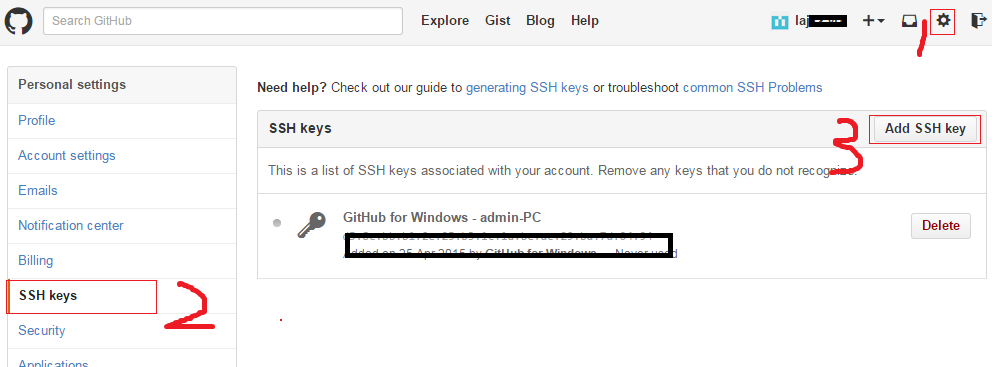 Search GitHub
Explore Gist Blog Help
laj
1
Personal settings
Profile
Account settings
Emails
Notification center
Billing
SSH keys
2
Security
Applications
Need help? Check out our guide to generating SSH keys or troubleshoot common SSH Problems
SSH keys
3
Add SSH key
This is a list of SSH keys associated with your account. Remove any keys that you do not recognize.
GitHub for Windows - admin-PC
Added on 25 Apr 2015 by GitHub for Windows — Never used
Delete